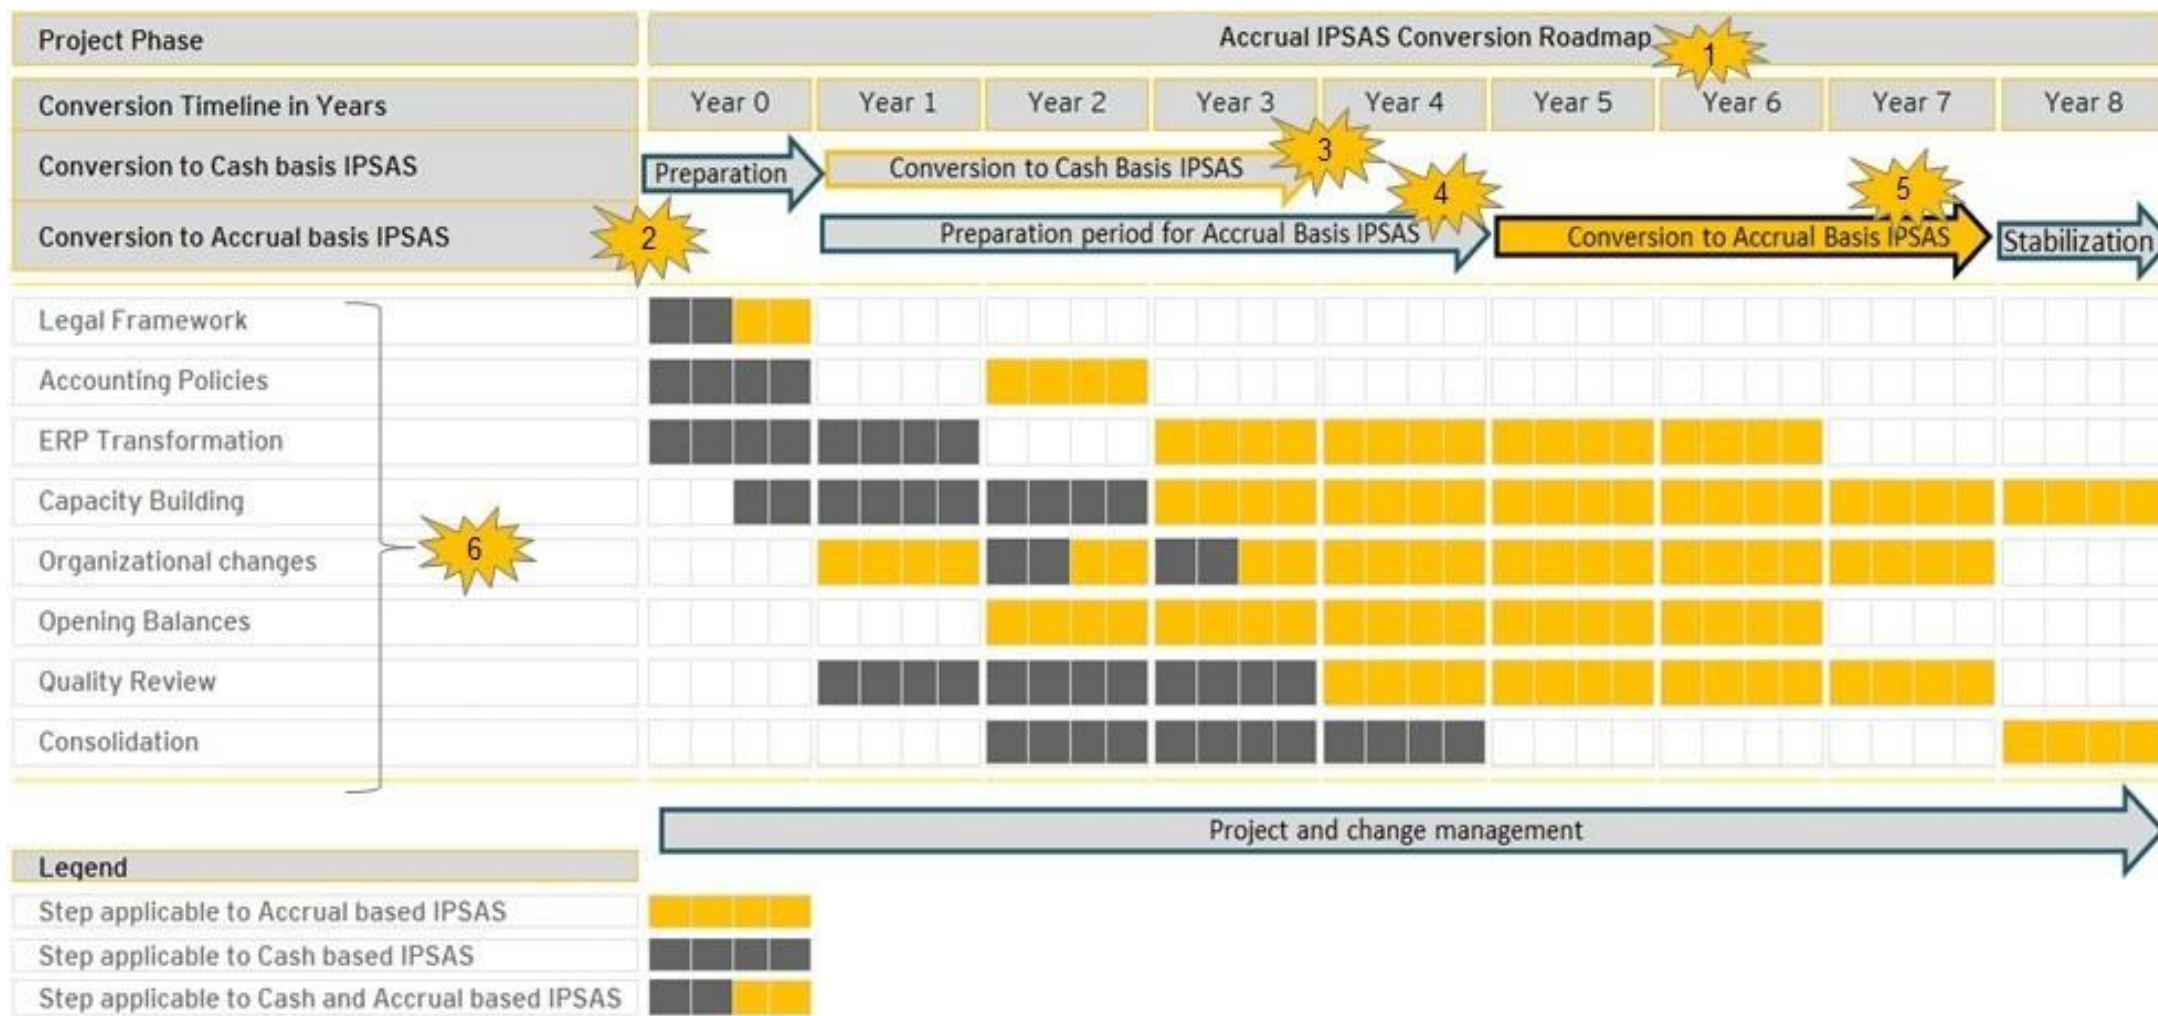 Project Phase
Accrual IPSAS Conversion Roadmap
1
Conversion Timeline in Years
Year 0
Year 1
Year 2
Year 3
Year 4
Year 5
Year 6
Year 7
Year 8
Conversion to Cash basis IPSAS
Preparation
Conversion to Cash Basis IPSAS
3
4
5
Conversion to Accrual basis IPSAS
2
Preparation period for Accrual Basis IPSAS
Conversion to Accrual Basis IPSAS
Stabilization
Legal Framework
Accounting Policies
ERP Transformation
Capacity Building
6
Organizational changes
Opening Balances
Quality Review
Consolidation
Project and change management
Legend
Step applicable to Accrual based IPSAS
Step applicable to Cash based IPSAS
Step applicable to Cash and Accrual based IPSAS